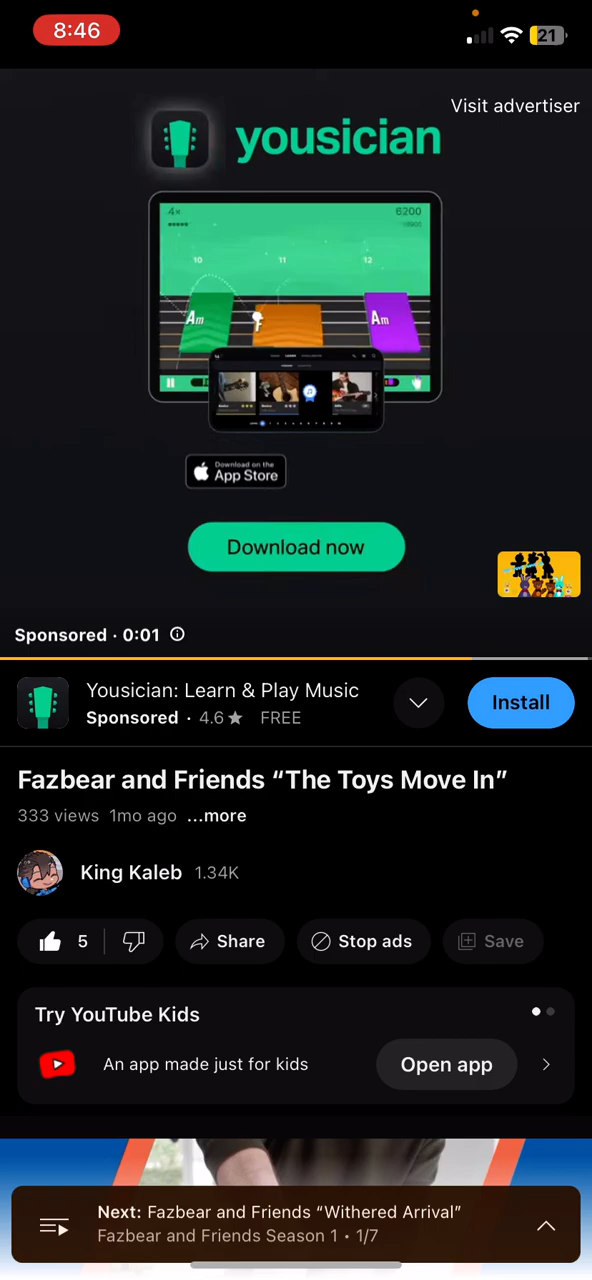 8:46
21
Visit advertiser
yousician
4×
6200
10 11 12
Am F Am
Download on the
App Store
Download now
Sponsored · 0:01
Yousician: Learn & Play Music
Sponsored · 4.6★ FREE
Install
Fazbear and Friends “The Toys Move In”
333 views 1mo ago ...more
King Kaleb 1.34K
5
Share
Stop ads
Save
Try YouTube Kids
An app made just for kids
Open app
Next: Fazbear and Friends “Withered Arrival”
Fazbear and Friends Season 1 • 1/7